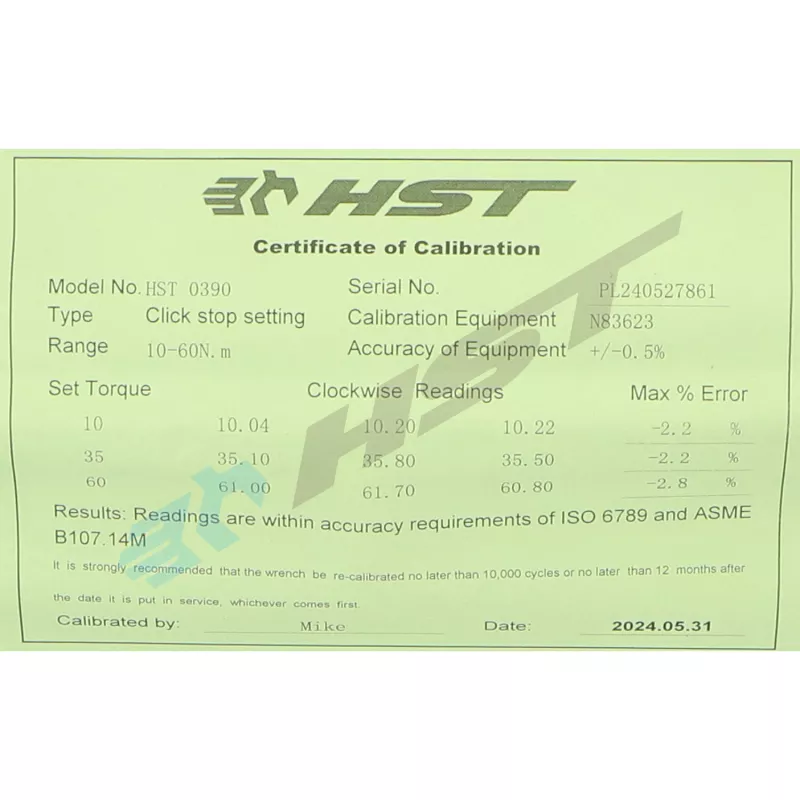 HST
Certificate of Calibration
Model No. HST 0390 Serial No. PL240527861
Type Click stop setting Calibration Equipment N83623
Range 10-60N.m Accuracy of Equipment +/-0.5%
Set Torque Clockwise Readings Max % Error
10 10.04 10.20 10.22 -2.2 %
35 35.10 35.80 35.50 -2.2 %
60 61.00 61.70 60.80 -2.8 %
Results: Readings are within accuracy requirements of ISO 6789 and ASME
B107.14M
It is strongly recommended that the wrench be re-calibrated no later than 10,000 cycles or no later than 12 months after
the date it is put in service, whichever comes first.
Calibrated by: Mike Date: 2024.05.31
HST